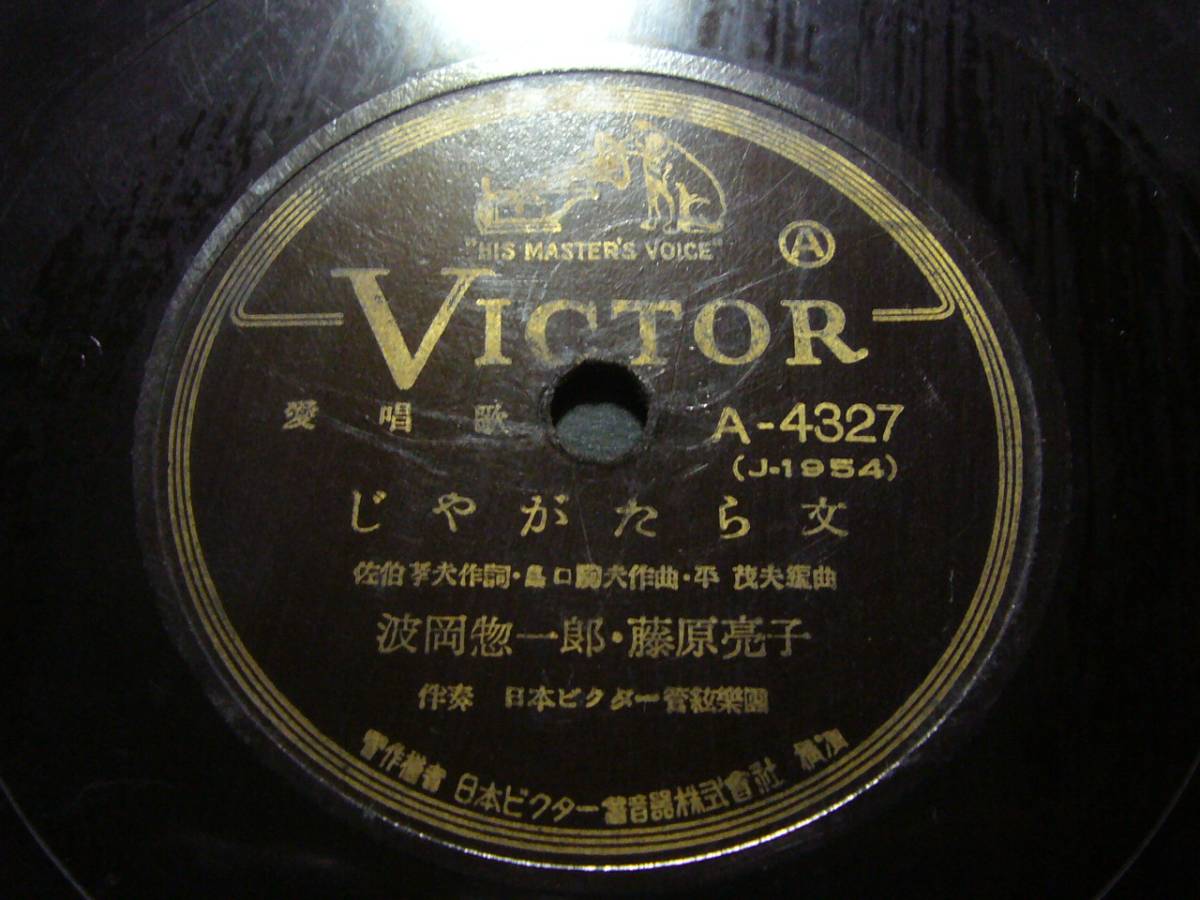 "HIS MASTER'S VOICE"
A
VICTOR
愛唱歌
A-4327
(J-1954)
じやがたら文
佐伯孝夫作詞・島口駒夫作曲・平 茂夫編曲
波岡惣一郎・藤原亮子
伴奏 日本ビクター管絃樂團
著作権者 日本ビクター蓄音器株式會社 横濱